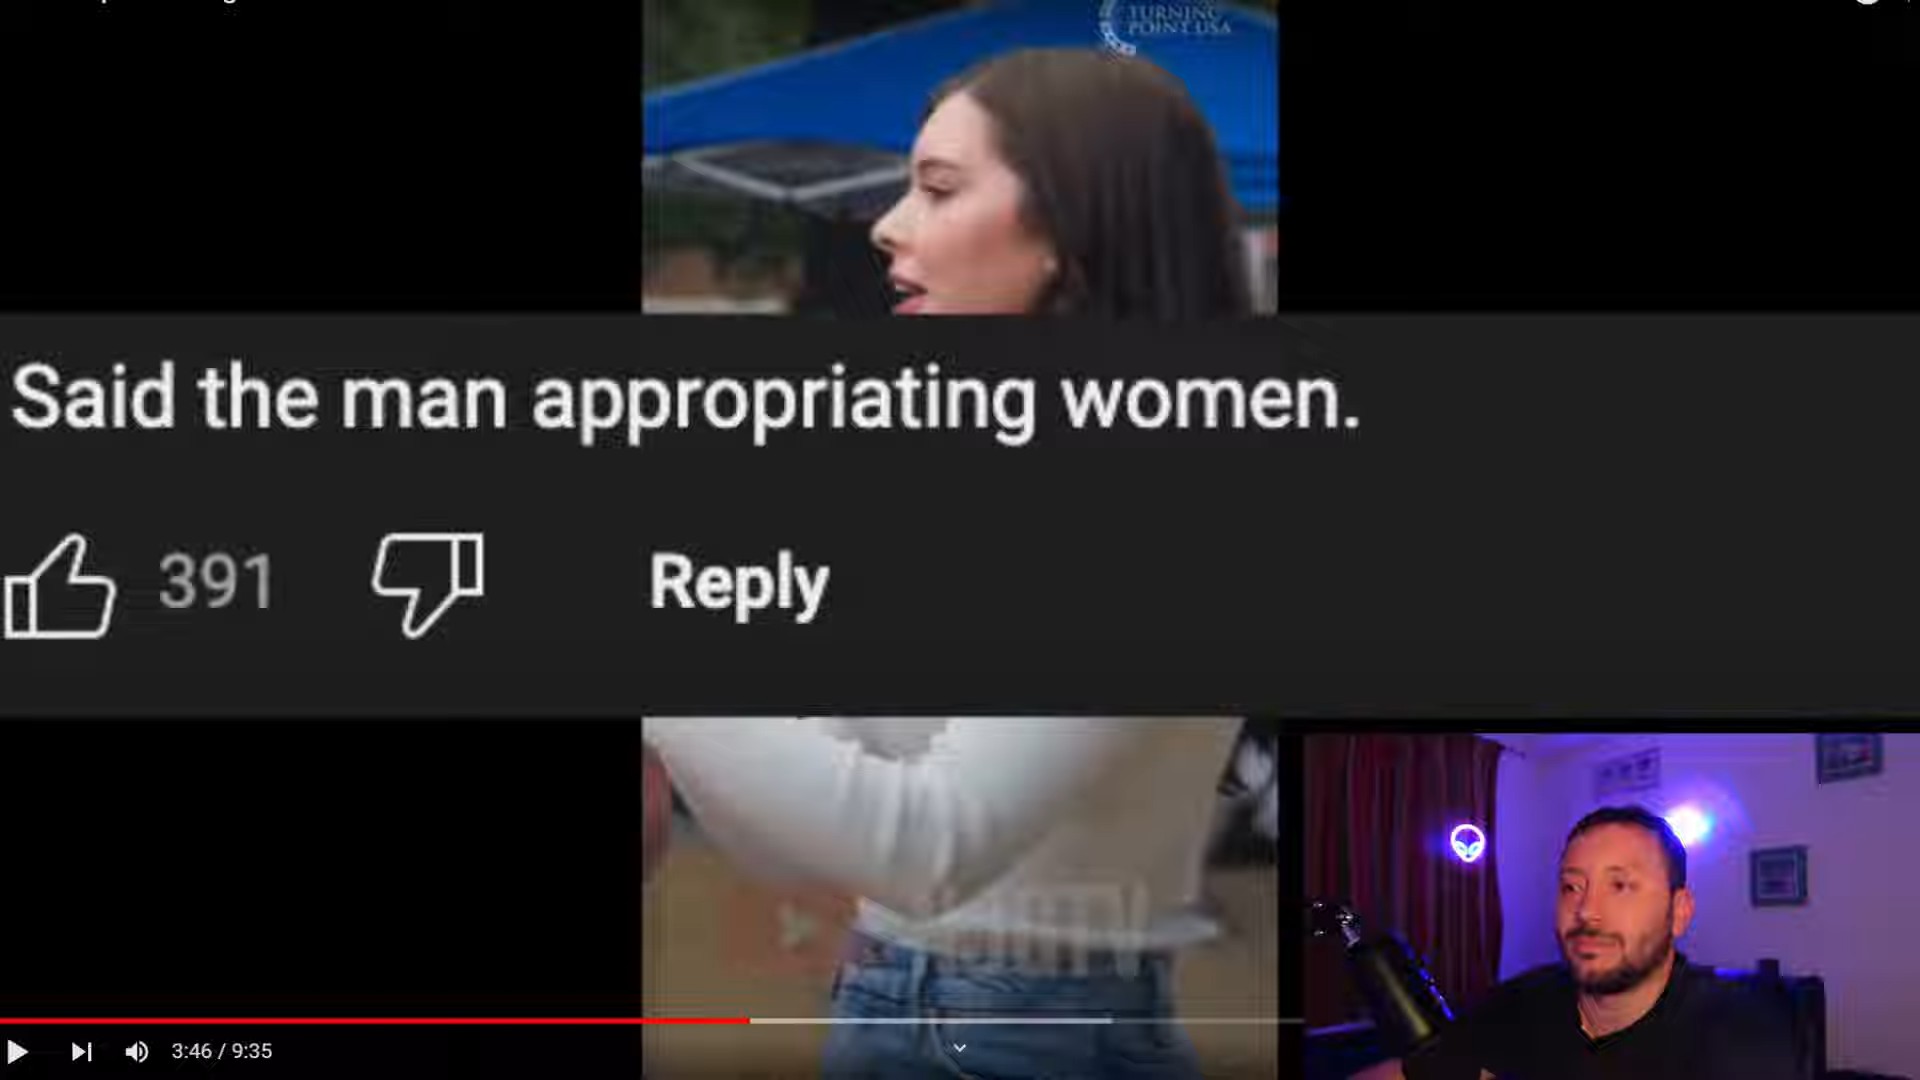 TURNING
POINT USA
Said the man appropriating women.
391
Reply
3:46 / 9:35